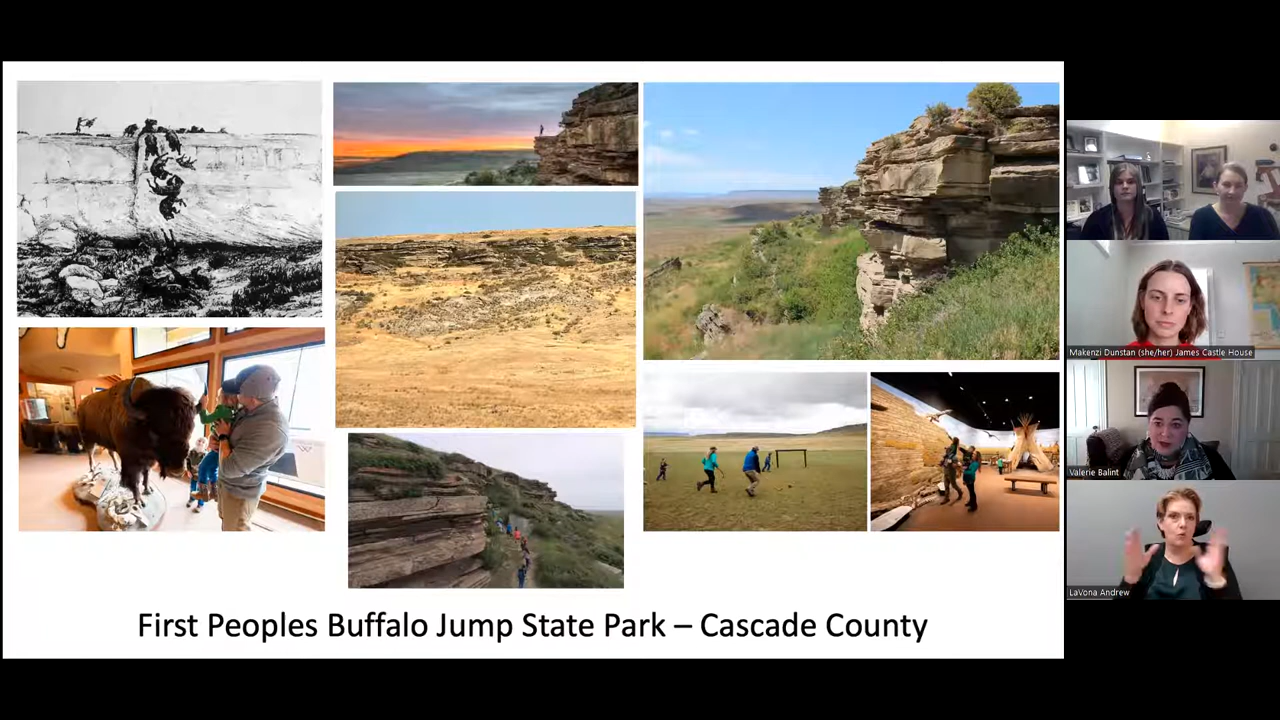 First Peoples Buffalo Jump State Park – Cascade County
Makenzi Dunstan (she/her) James Castle House
Valerie Balint
LaVona Andrew